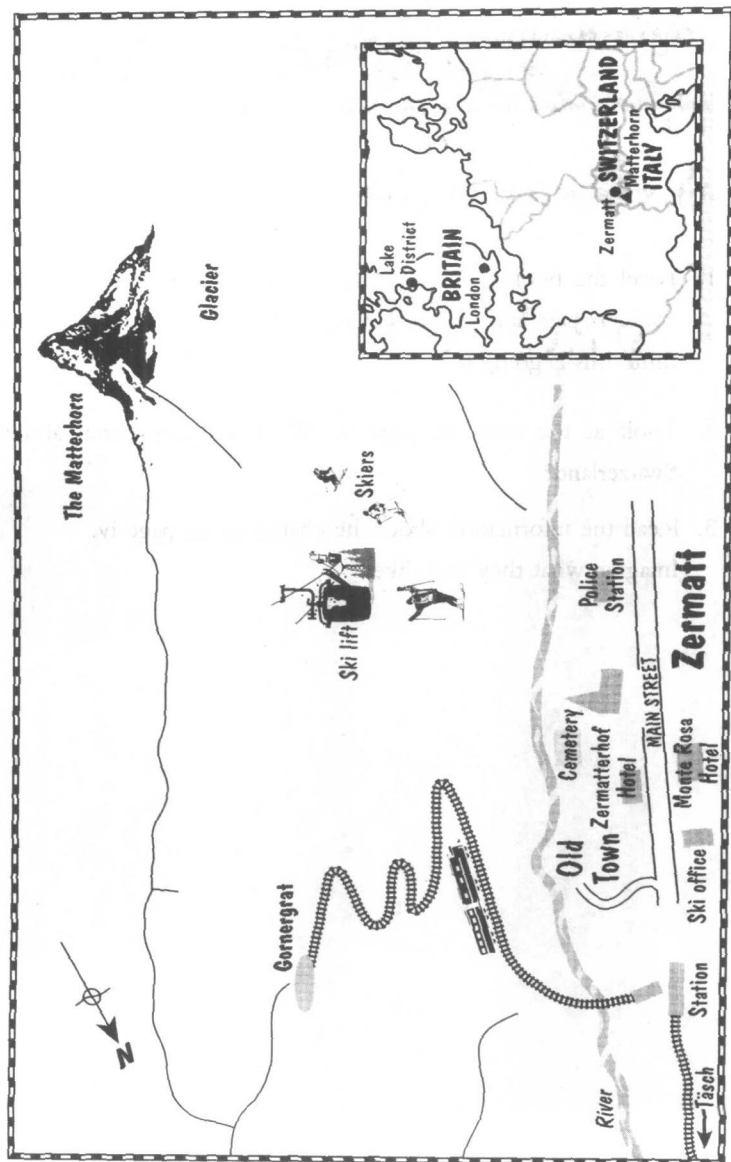 The Matterhorn
Glacier
N
Gornergrat
Ski lift
Skiers
River
Old
Town
Cemetery
Zermatterhof
Hotel
Police
Station
MAIN STREET
Täsch
Station
Ski office
Monte Rosa
Hotel
Zermatt
Lake
District
BRITAIN
London
Zermatt
SWITZERLAND
Matterhorn
ITALY